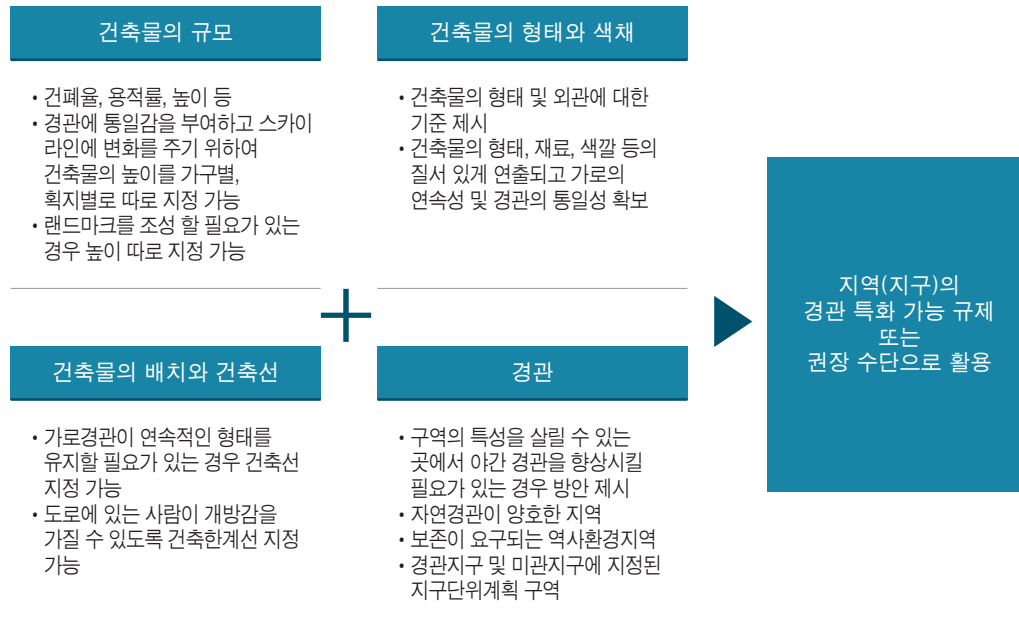 건축물의 규모
• 건폐율, 용적률, 높이 등
• 경관에 통일감을 부여하고 스카이
라인에 변화를 주기 위하여
건축물의 높이를 가구별,
획지별로 따로 지정 가능
• 랜드마크를 조성 할 필요가 있는
경우 높이 따로 지정 가능
건축물의 형태와 색채
• 건축물의 형태 및 외관에 대한
기준 제시
• 건축물의 형태, 재료, 색깔 등의
질서 있게 연출되고 가로의
연속성 및 경관의 통일성 확보
건축물의 배치와 건축선
• 가로경관이 연속적인 형태를
유지할 필요가 있는 경우 건축선
지정 가능
• 도로에 있는 사람이 개방감을
가질 수 있도록 건축한계선 지정
가능
경관
• 구역의 특성을 살릴 수 있는
곳에서 야간 경관을 향상시킬
필요가 있는 경우 방안 제시
• 자연경관이 양호한 지역
• 보존이 요구되는 역사환경지역
• 경관지구 및 미관지구에 지정된
지구단위계획 구역
지역(지구)의
경관 특화 가능 규제
또는
권장 수단으로 활용